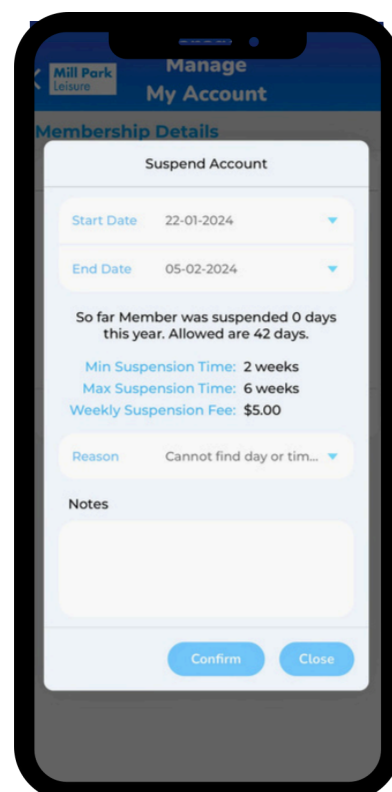 Mill Park
Leisure
Manage
My Account
Membership Details
Suspend Account
Start Date 22-01-2024
End Date 05-02-2024
So far Member was suspended 0 days
this year. Allowed are 42 days.
Min Suspension Time: 2 weeks
Max Suspension Time: 6 weeks
Weekly Suspension Fee: $5.00
Reason Cannot find day or tim...
Notes
Confirm Close